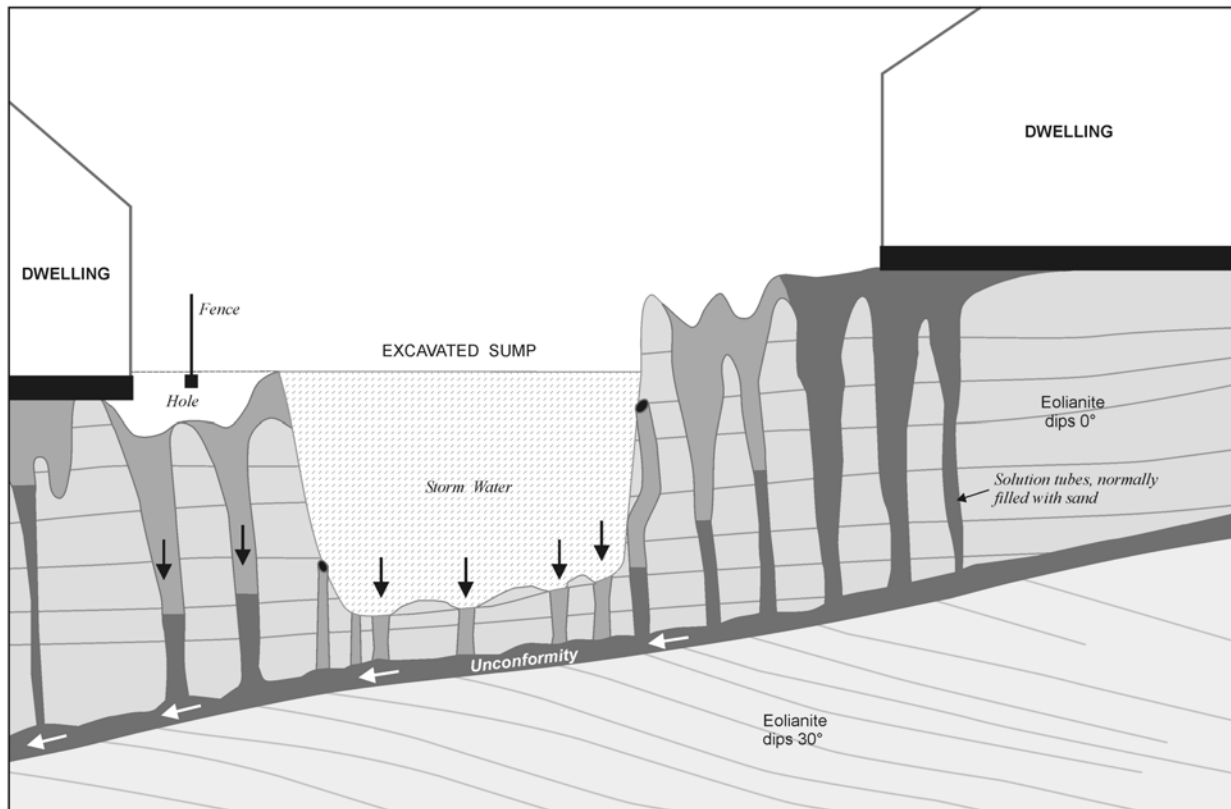 DWELLING
DWELLING
Fence
EXCAVATED SUMP
Hole
Eolianite
dips 0°
Storm Water
Solution tubes, normally
filled with sand
Unconformity
Eolianite
dips 30°